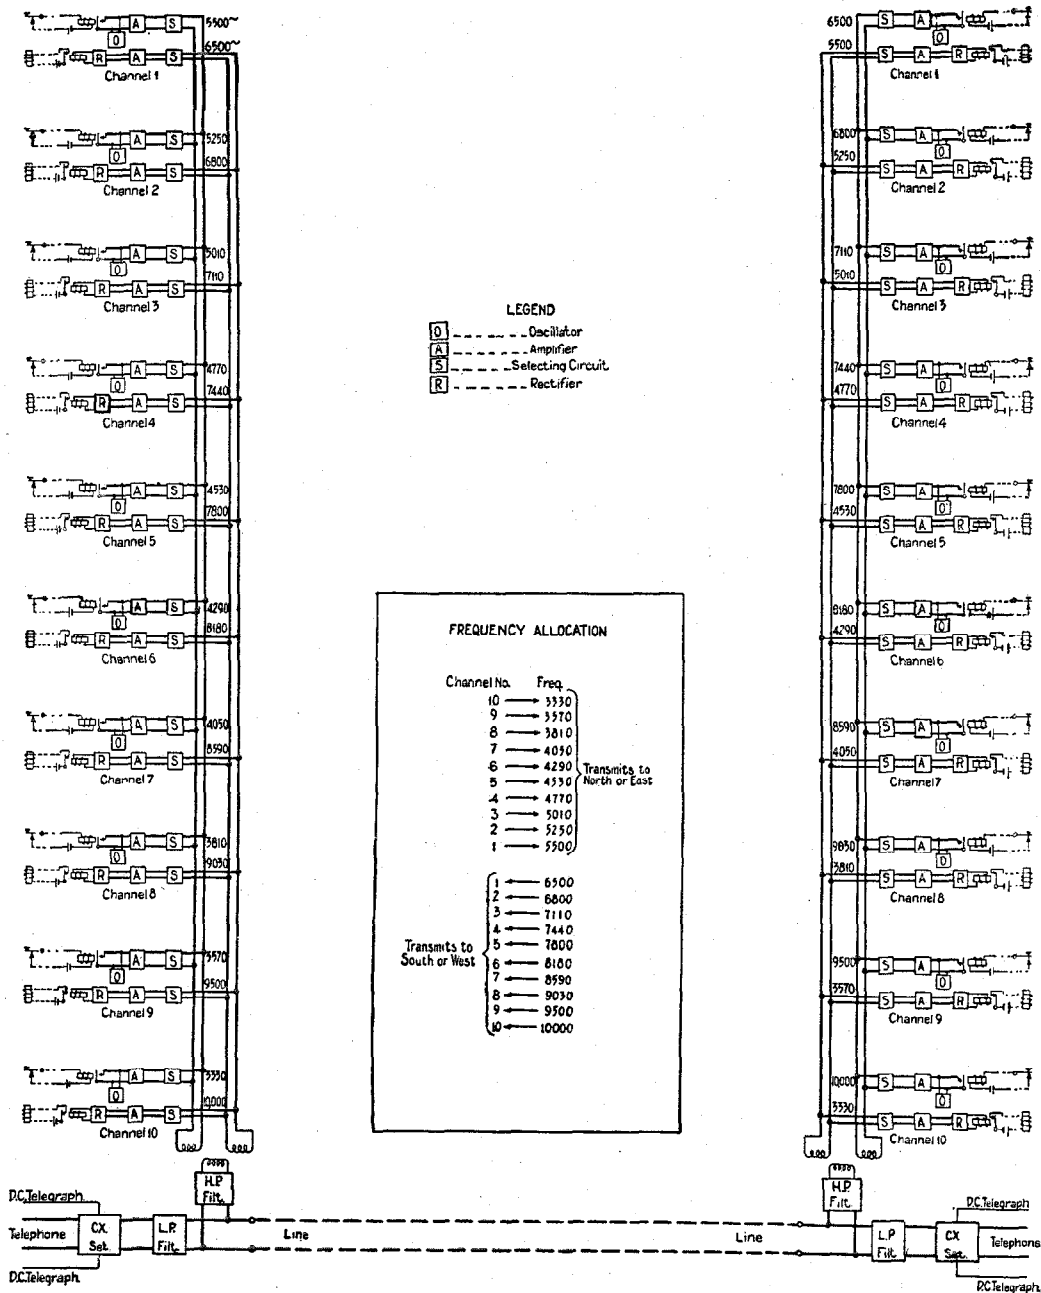 5500~
A S
O
6500~
R A S
Channel 1
A S
5250
O
6800
R A S
Channel 2
A S
5010
O
7110
R A S
Channel 3
A S
4770
O
7440
R A S
Channel 4
A S
4530
O
7800
R A S
Channel 5
A S
4290
O
8180
R A S
Channel 6
A S
4050
O
8590
R A S
Channel 7
A S
3810
O
9030
R A S
Channel 8
A S
3570
O
9500
R A S
Channel 9
A S
3330
O
10000
R A S
Channel 10
LEGEND
O Oscillator
A Amplifier
S Selecting Circuit
R Rectifier
FREQUENCY ALLOCATION
Channel No. Freq.
10 3330
9 3570
8 3810
7 4050
6 4290
5 4530
4 4770
3 5010
2 5250
1 5500
Transmits to
North or East
1 6500
2 6800
3 7110
4 7440
5 7800
6 8180
7 8590
8 9030
9 9500
10 10000
Transmits to
South or West
6500
S A
O
5500
S A R
Channel 1
6800
S A
O
5250
S A R
Channel 2
7110
S A
O
5010
S A R
Channel 3
7440
S A
O
4770
S A R
Channel 4
7800
S A
O
4530
S A R
Channel 5
8180
S A
O
4290
S A R
Channel 6
8590
S A
O
4050
S A R
Channel 7
9030
S A
O
3810
S A R
Channel 8
9500
S A
O
3570
S A R
Channel 9
10000
S A
O
3330
S A R
Channel 10
H.P.
Filt.
D.C. Telegraph
Telephone
D.C. Telegraph
CX.
Set.
L.P.
Filt.
Line
Line
H.P.
Filt.
L.P.
Filt.
CX
Set.
D.C. Telegraph
Telephone
D.C. Telegraph